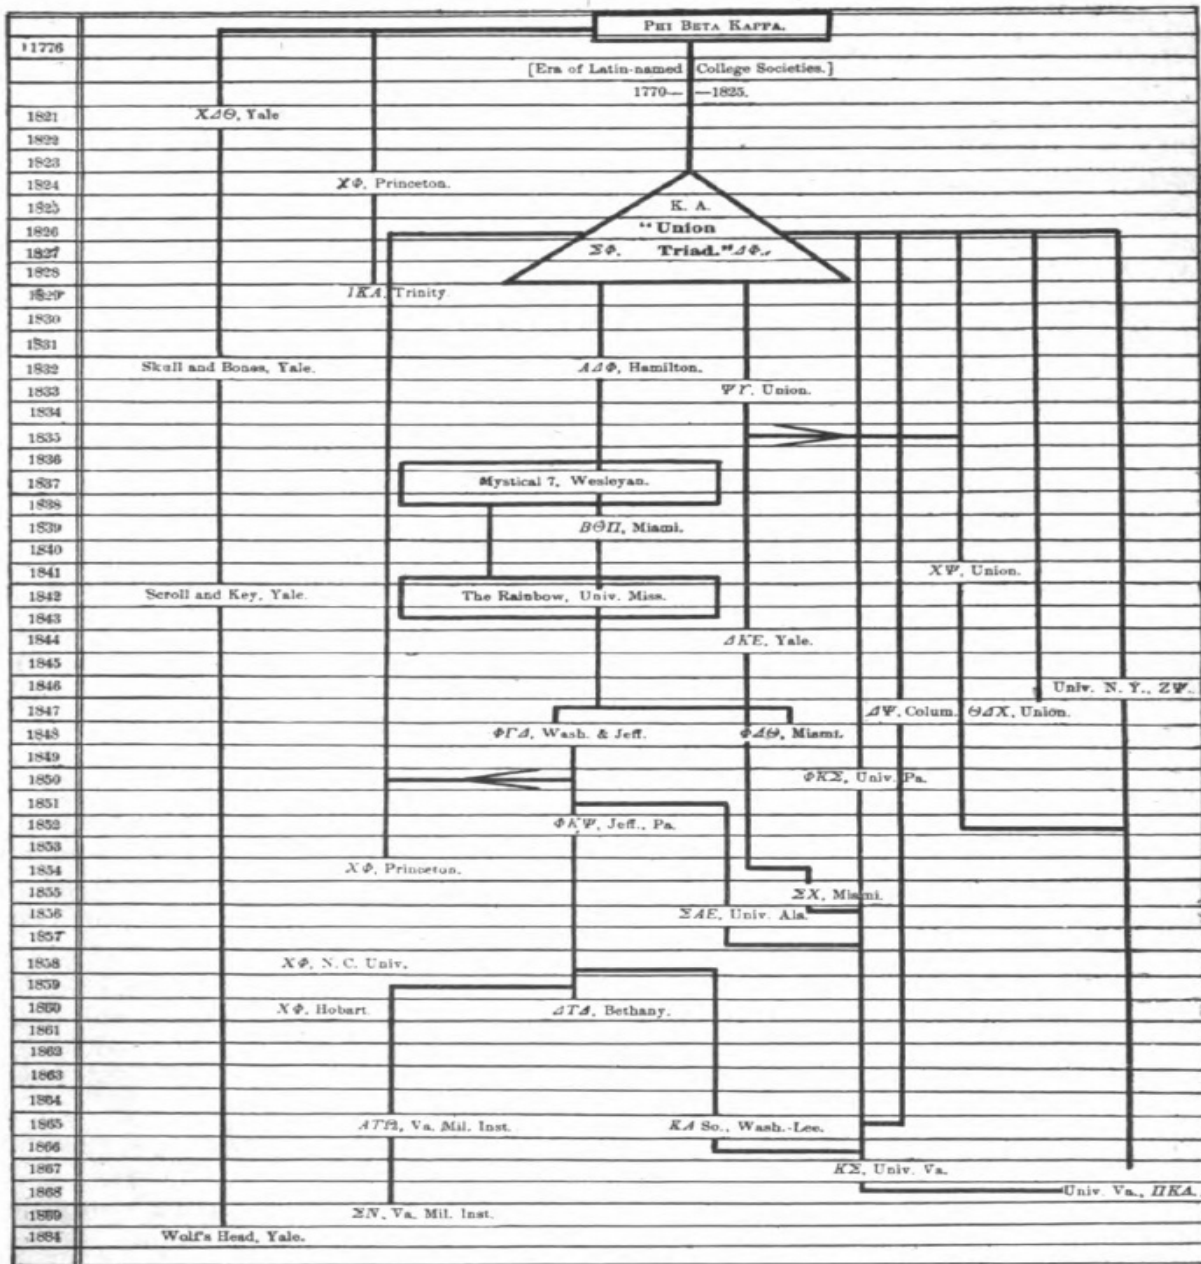 PHI BETA KAPPA.
1776
[Era of Latin-named College Societies.]
1770— —1825.
1821 ΧΔΘ, Yale
1822
1823
1824 ΧΦ, Princeton.
1825 K. A.
1826 "Union
1827 ΣΦ, Triad." ΔΦ.
1828
1829 ΙΚΑ, Trinity.
1830
1831
1832 Skull and Bones, Yale. ΑΔΦ, Hamilton.
1833 ΨΥ, Union.
1834
1835
1836
1837 Mystical 7, Wesleyan.
1838
1839 ΒΘΠ, Miami.
1840
1841 ΧΨ, Union.
1842 Scroll and Key, Yale. The Rainbow, Univ. Miss.
1843
1844 ΔΚΕ, Yale.
1845
1846 Univ. N. Y., ΖΨ.
1847 ΔΨ, Colum. ΘΔΧ, Union.
1848 ΦΓΔ, Wash. & Jeff. ΦΔΘ, Miami.
1849
1850 ΦΚΣ, Univ. Pa.
1851
1852 ΦΚΨ, Jeff., Pa.
1853
1854 ΧΦ, Princeton.
1855 ΣΧ, Miami.
1856 ΣΑΕ, Univ. Ala.
1857
1858 ΧΦ, N. C. Univ.
1859
1860 ΧΦ, Hobart. ΔΤΔ, Bethany.
1861
1862
1863
1864
1865 ΑΤΩ, Va. Mil. Inst. ΚΑ So., Wash.-Lee.
1866
1867 ΚΣ, Univ. Va.
1868 Univ. Va., ΠΚΑ.
1869 ΣΝ, Va. Mil. Inst.
1884 Wolf's Head, Yale.